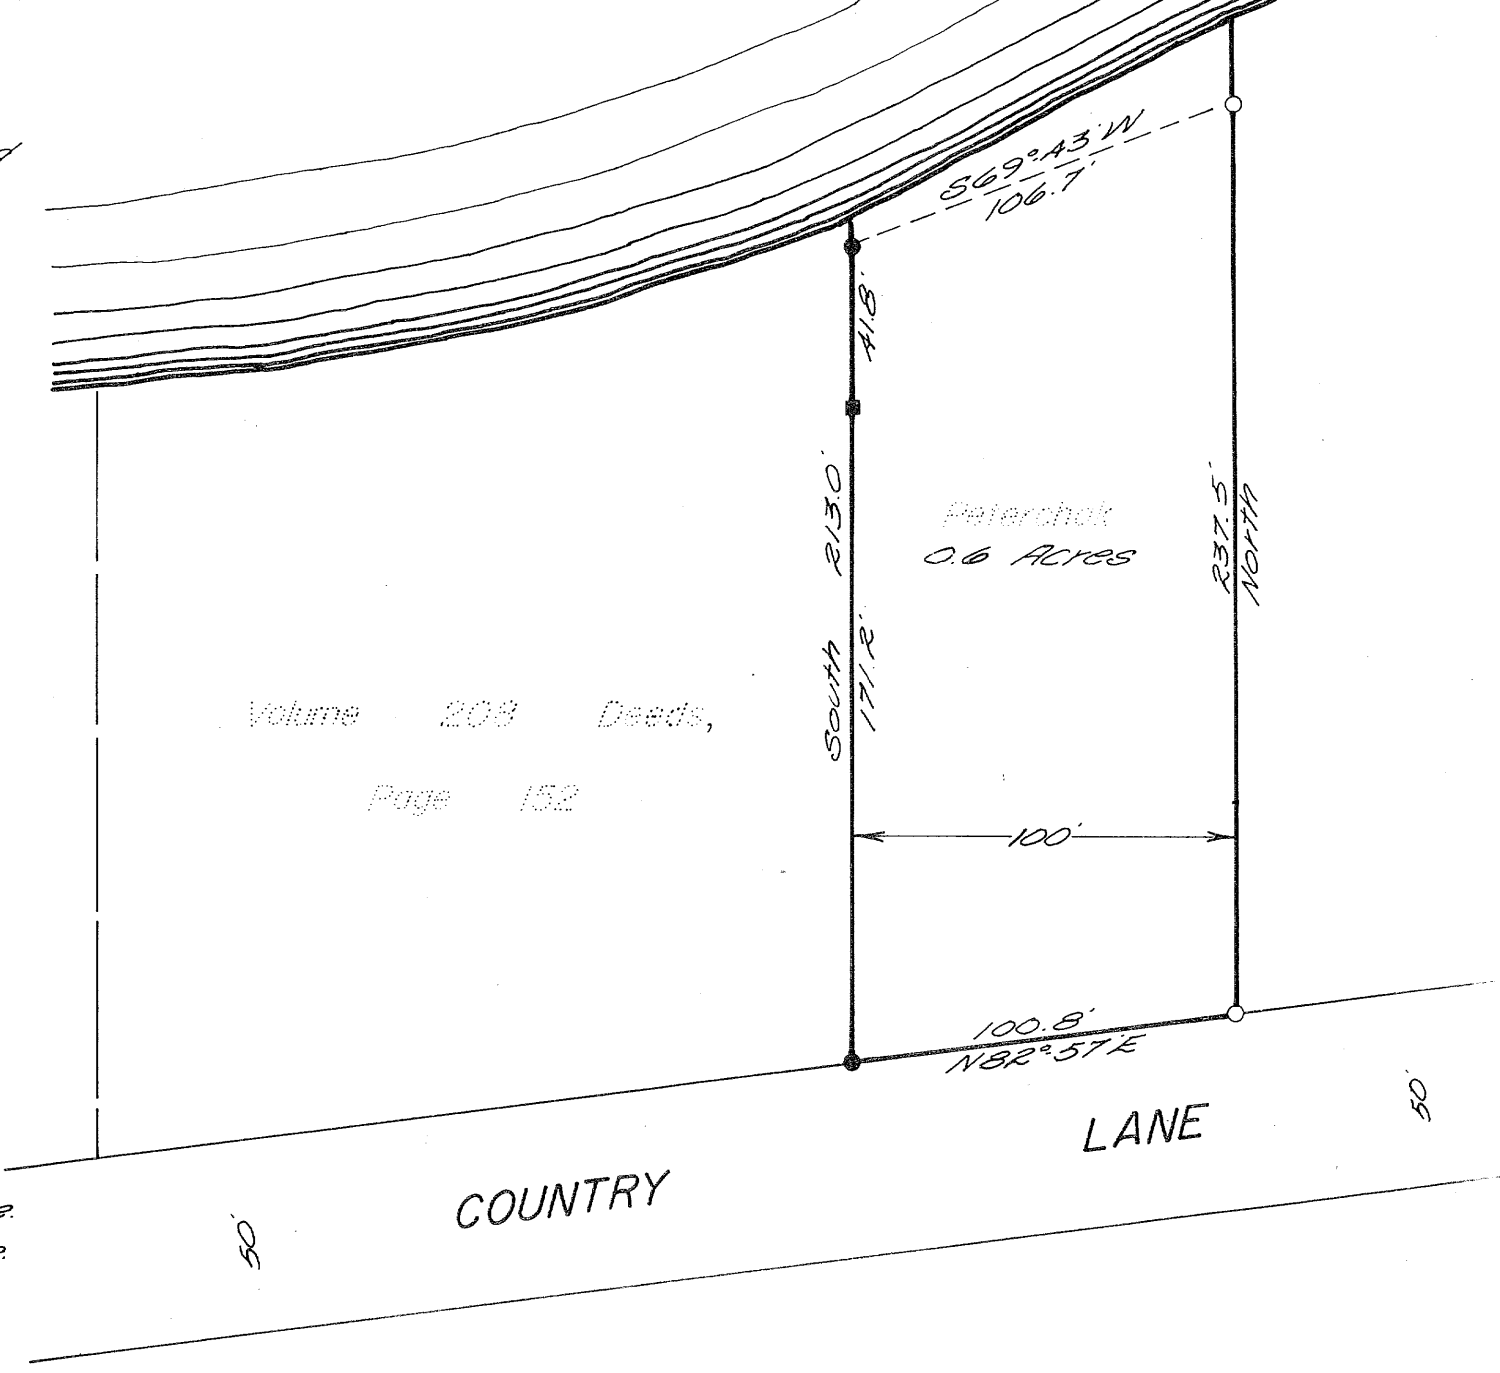 S69°43'W
106.7'
41.8'
South 213.0'
171.2'
Peterchak
0.6 Acres
237.5'
North
Volume 208 Deeds,
Page 152
100'
100.8'
N82°57'E
COUNTRY LANE
50'
50'